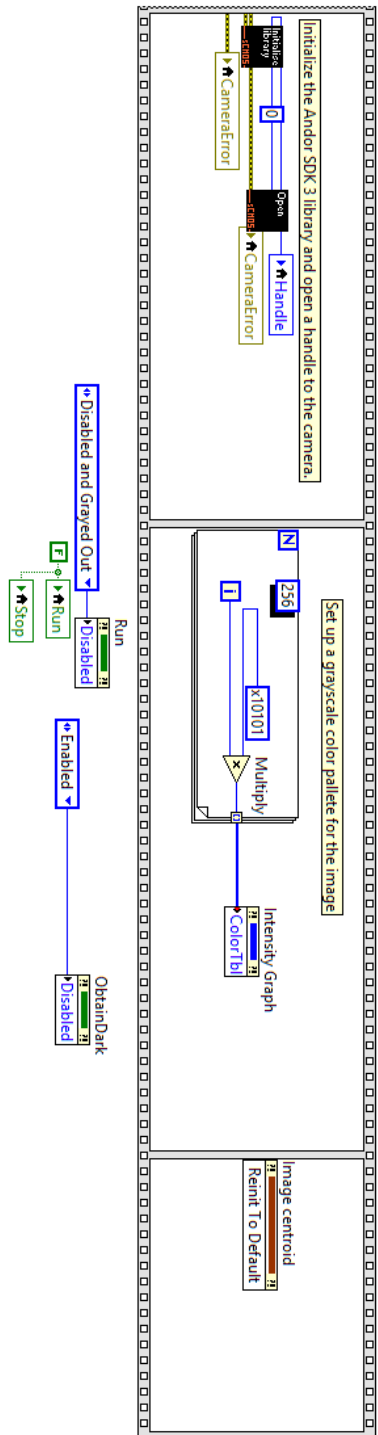 Initialize the Andor SDK 3 library and open a handle to the camera.
Initialise
library
sCMOS
CameraError
0
Open
sCMOS
CameraError
Handle
Set up a grayscale color pallete for the image
N
256
i
x10101
Multiply
Intensity Graph
ColorTbl
Image centroid
Reinit To Default
Disabled and Grayed Out
Run
Disabled
F
Run
Stop
Enabled
ObtainDark
Disabled